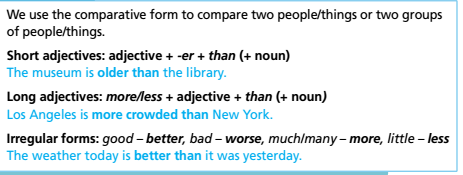 We use the comparative form to compare two people/things or two groups
of people/things.
Short adjectives: adjective + -er + than (+ noun)
The museum is older than the library.
Long adjectives: more/less + adjective + than (+ noun)
Los Angeles is more crowded than New York.
Irregular forms: good – better, bad – worse, much/many – more, little – less
The weather today is better than it was yesterday.